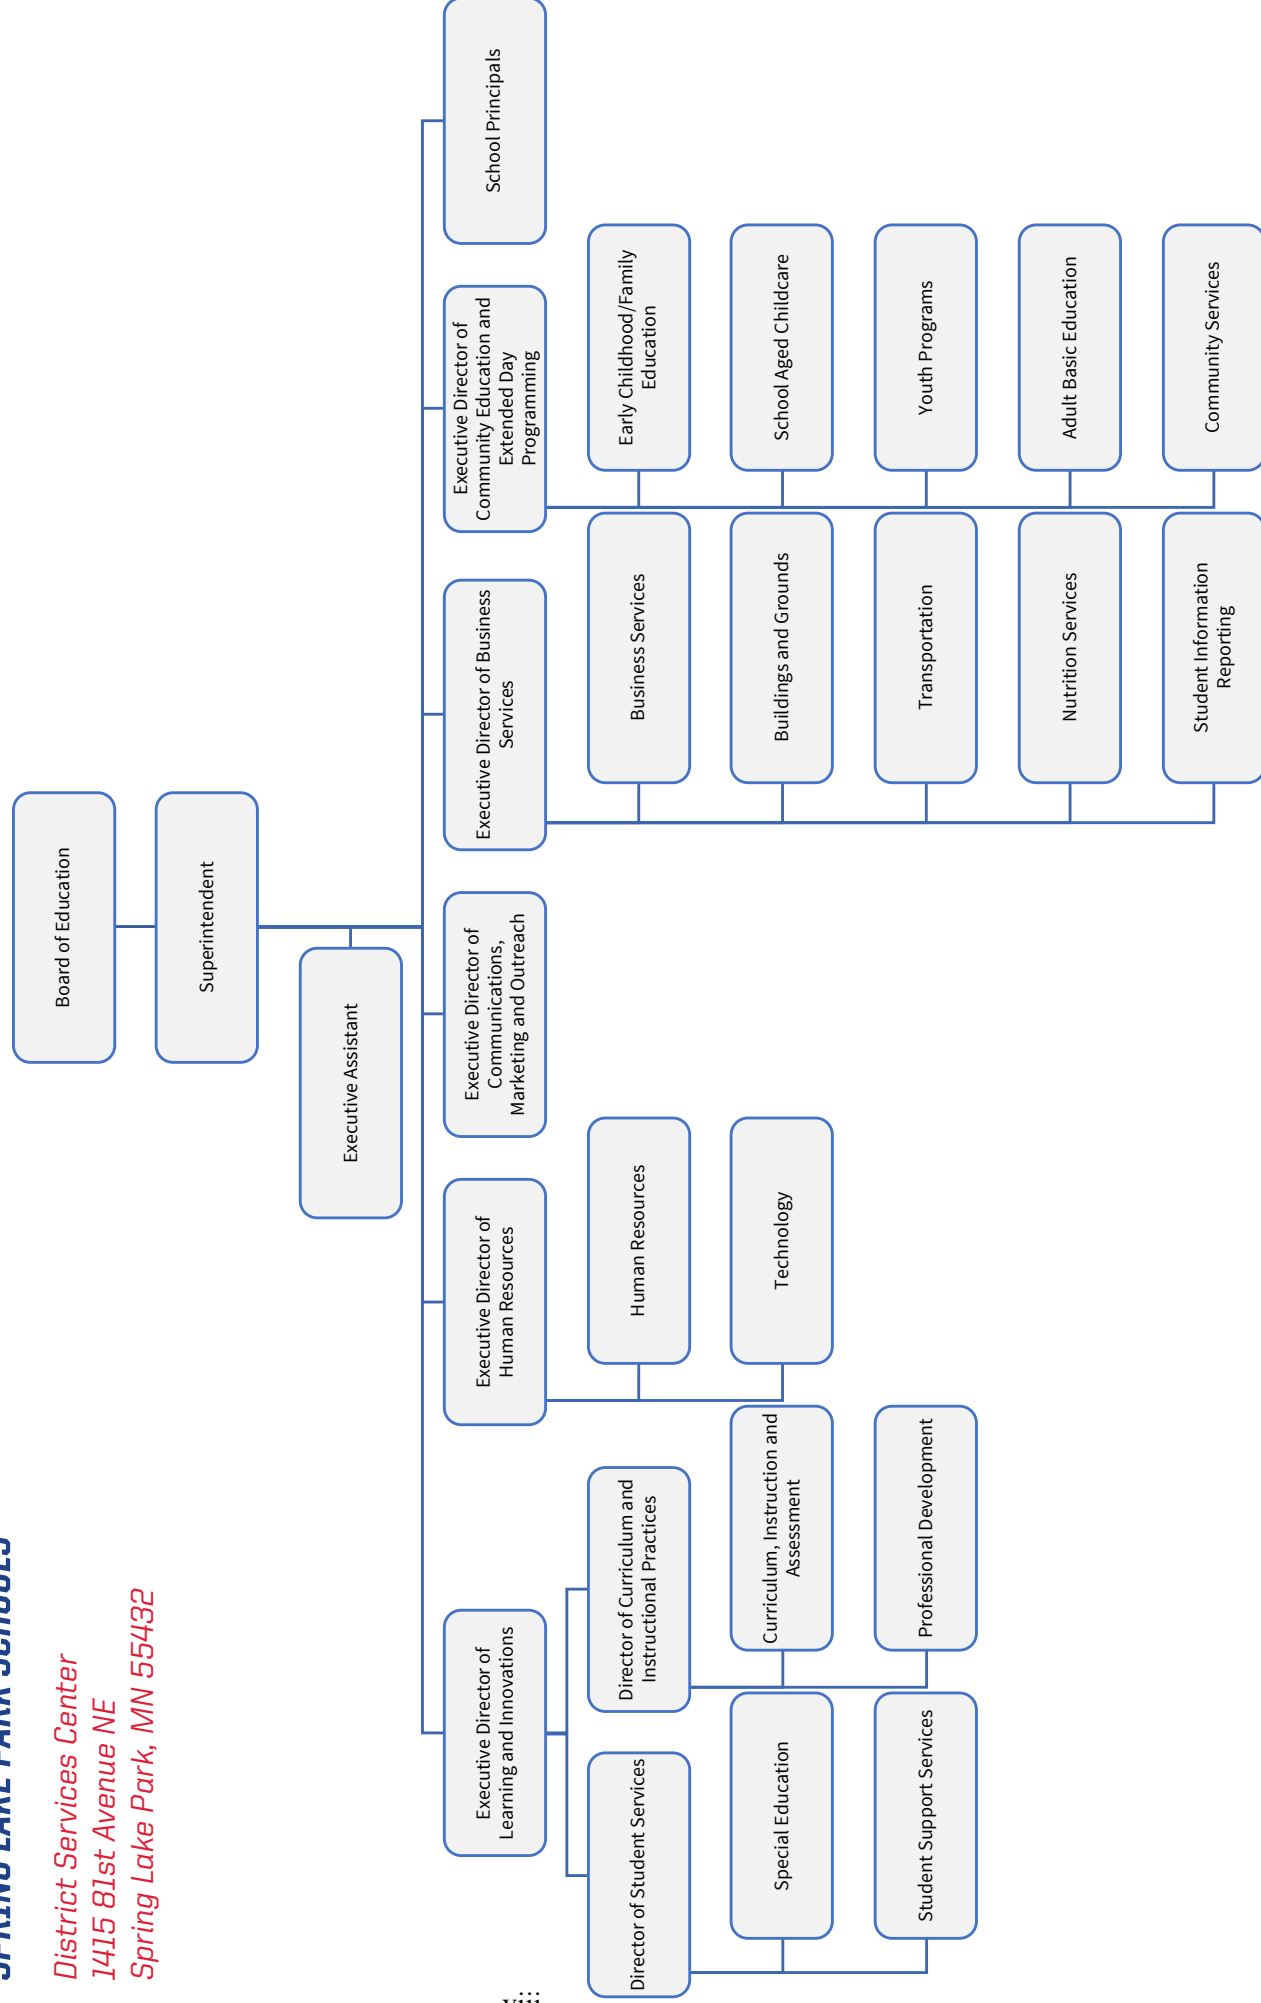 SPRING LAKE PARK SCHOOLS
District Services Center
1415 81st Avenue NE
Spring Lake Park, MN 55432
Board of Education
Superintendent
Executive Assistant
Executive Director of
Learning and Innovations
Director of Student Services
Special Education
Student Support Services
Director of Curriculum and
Instructional Practices
Curriculum, Instruction and
Assessment
Professional Development
Executive Director of
Human Resources
Human Resources
Technology
Executive Director of
Communications,
Marketing and Outreach
Executive Director of Business
Services
Business Services
Buildings and Grounds
Transportation
Nutrition Services
Student Information
Reporting
Executive Director of
Community Education and
Extended Day
Programming
Early Childhood/Family
Education
School Aged Childcare
Youth Programs
Adult Basic Education
Community Services
School Principals
viii